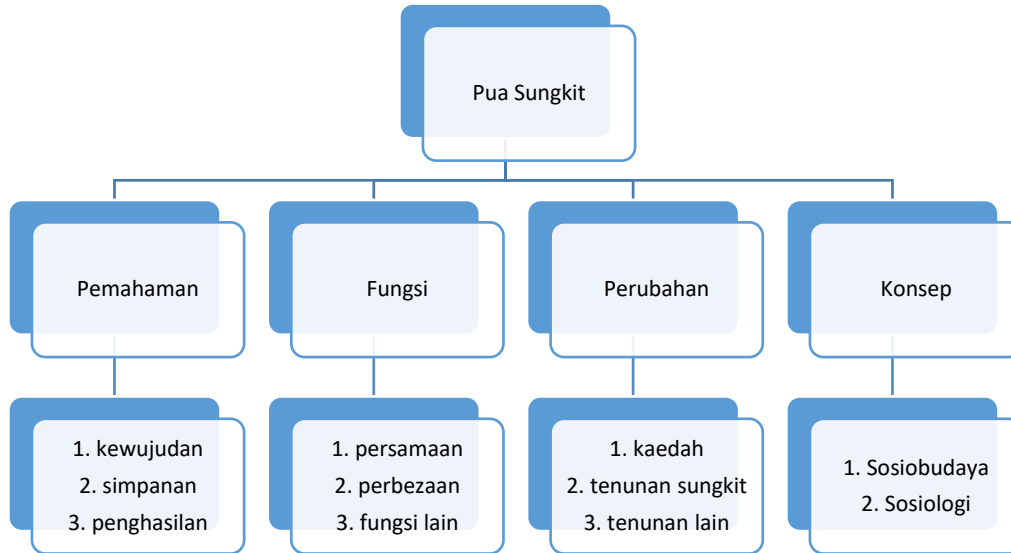 Pua Sungkit
Pemahaman
Fungsi
Perubahan
Konsep
1. kewujudan
2. simpanan
3. penghasilan
1. persamaan
2. perbezaan
3. fungsi lain
1. kaedah
2. tenunan sungkit
3. tenunan lain
1. Sosiobudaya
2. Sosiologi